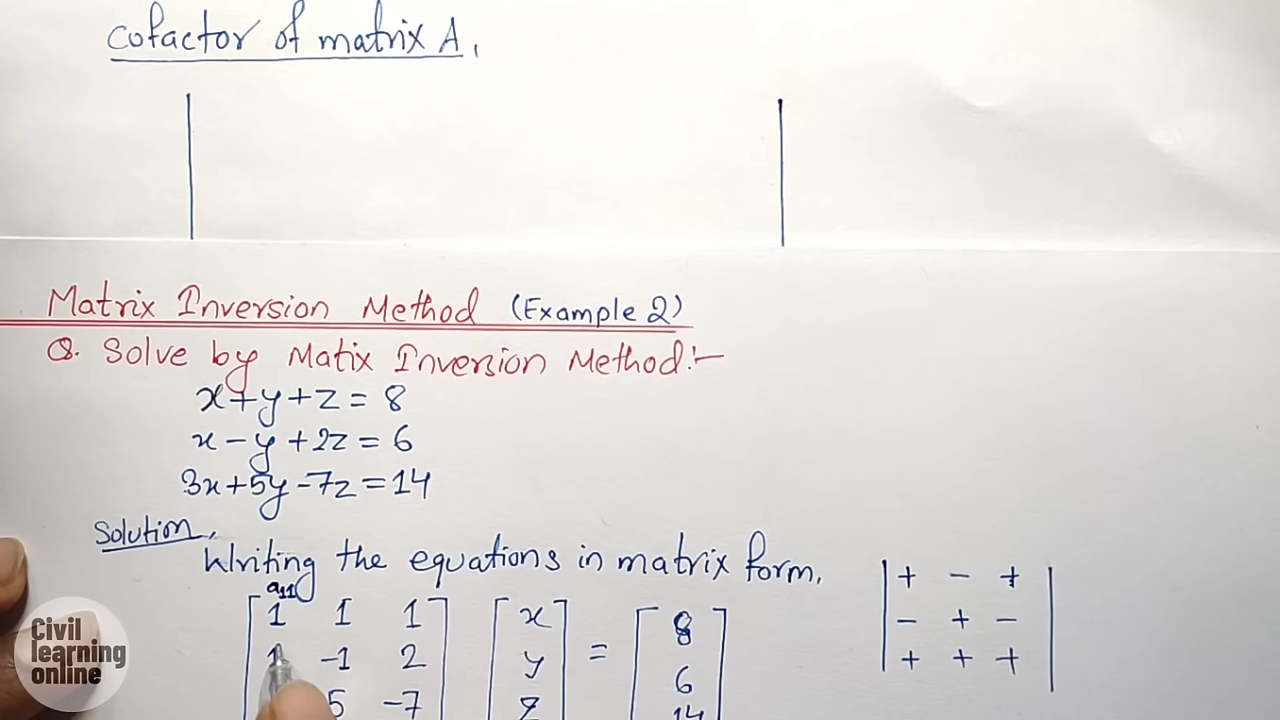 cofactor of matrix A,
Matrix Inversion Method (Example 2)
Q. Solve by Matix Inversion Method:-
x+y+z=8
x-y+2z=6
3x+5y-7z=14
Solution,
Writing the equations in matrix form,
a11
1 1 1 x 8
1 -1 2 y = 6
5 -7 z 14
+ - +
- + -
+ + +
Civil
learning
online